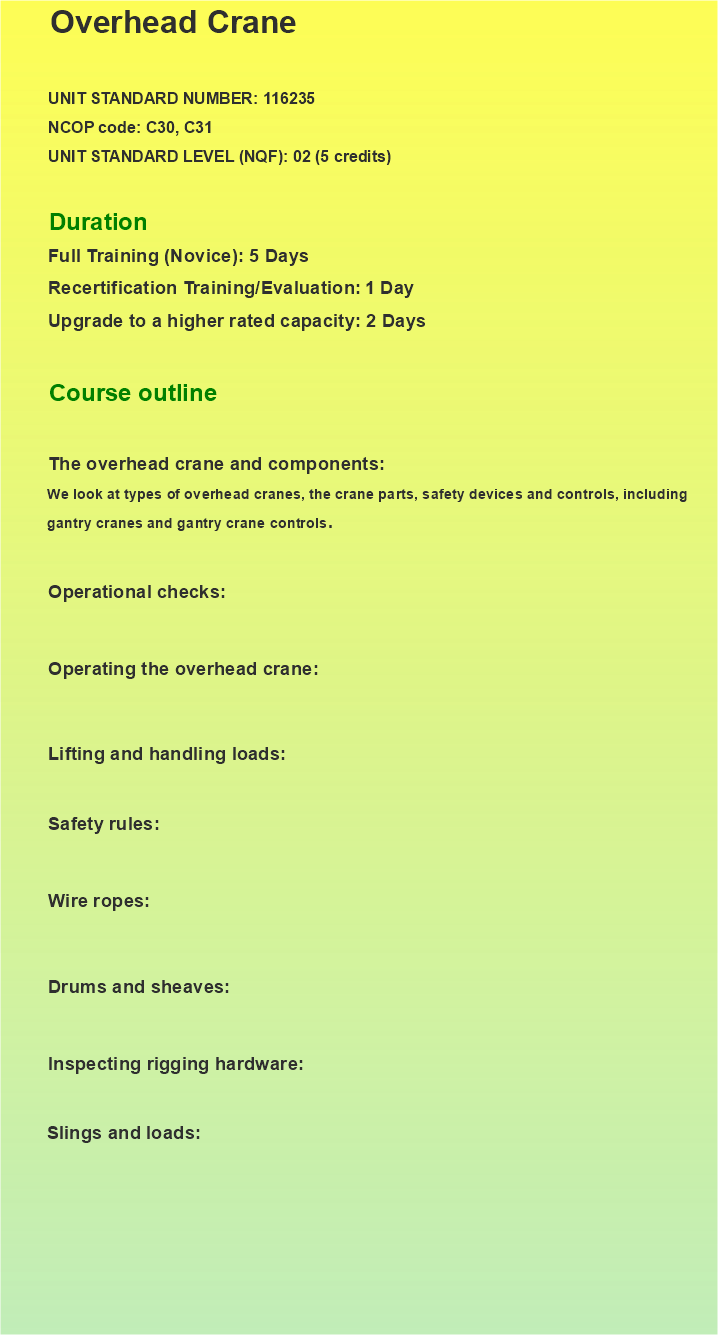 Overhead Crane
UNIT STANDARD NUMBER: 116235
NCOP code: C30, C31
UNIT STANDARD LEVEL (NQF): 02 (5 credits)
Duration
Full Training (Novice): 5 Days
Recertification Training/Evaluation: 1 Day
Upgrade to a higher rated capacity: 2 Days
Course outline
The overhead crane and components:
We look at types of overhead cranes, the crane parts, safety devices and controls, including
gantry cranes and gantry crane controls.
Operational checks:
Operating the overhead crane:
Lifting and handling loads:
Safety rules:
Wire ropes:
Drums and sheaves:
Inspecting rigging hardware:
Slings and loads: